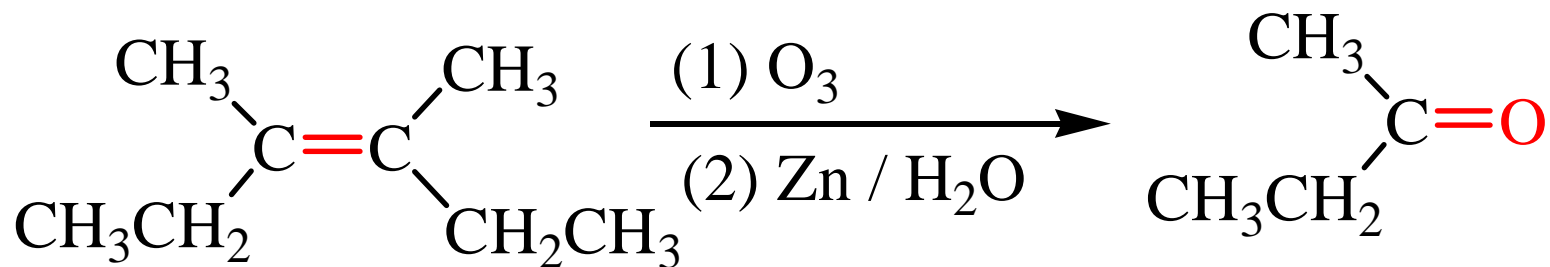 CH₃ CH₃ (1) O₃ CH₃
C=C C=O
CH₃CH₂ CH₂CH₃ (2) Zn / H₂O CH₃CH₂